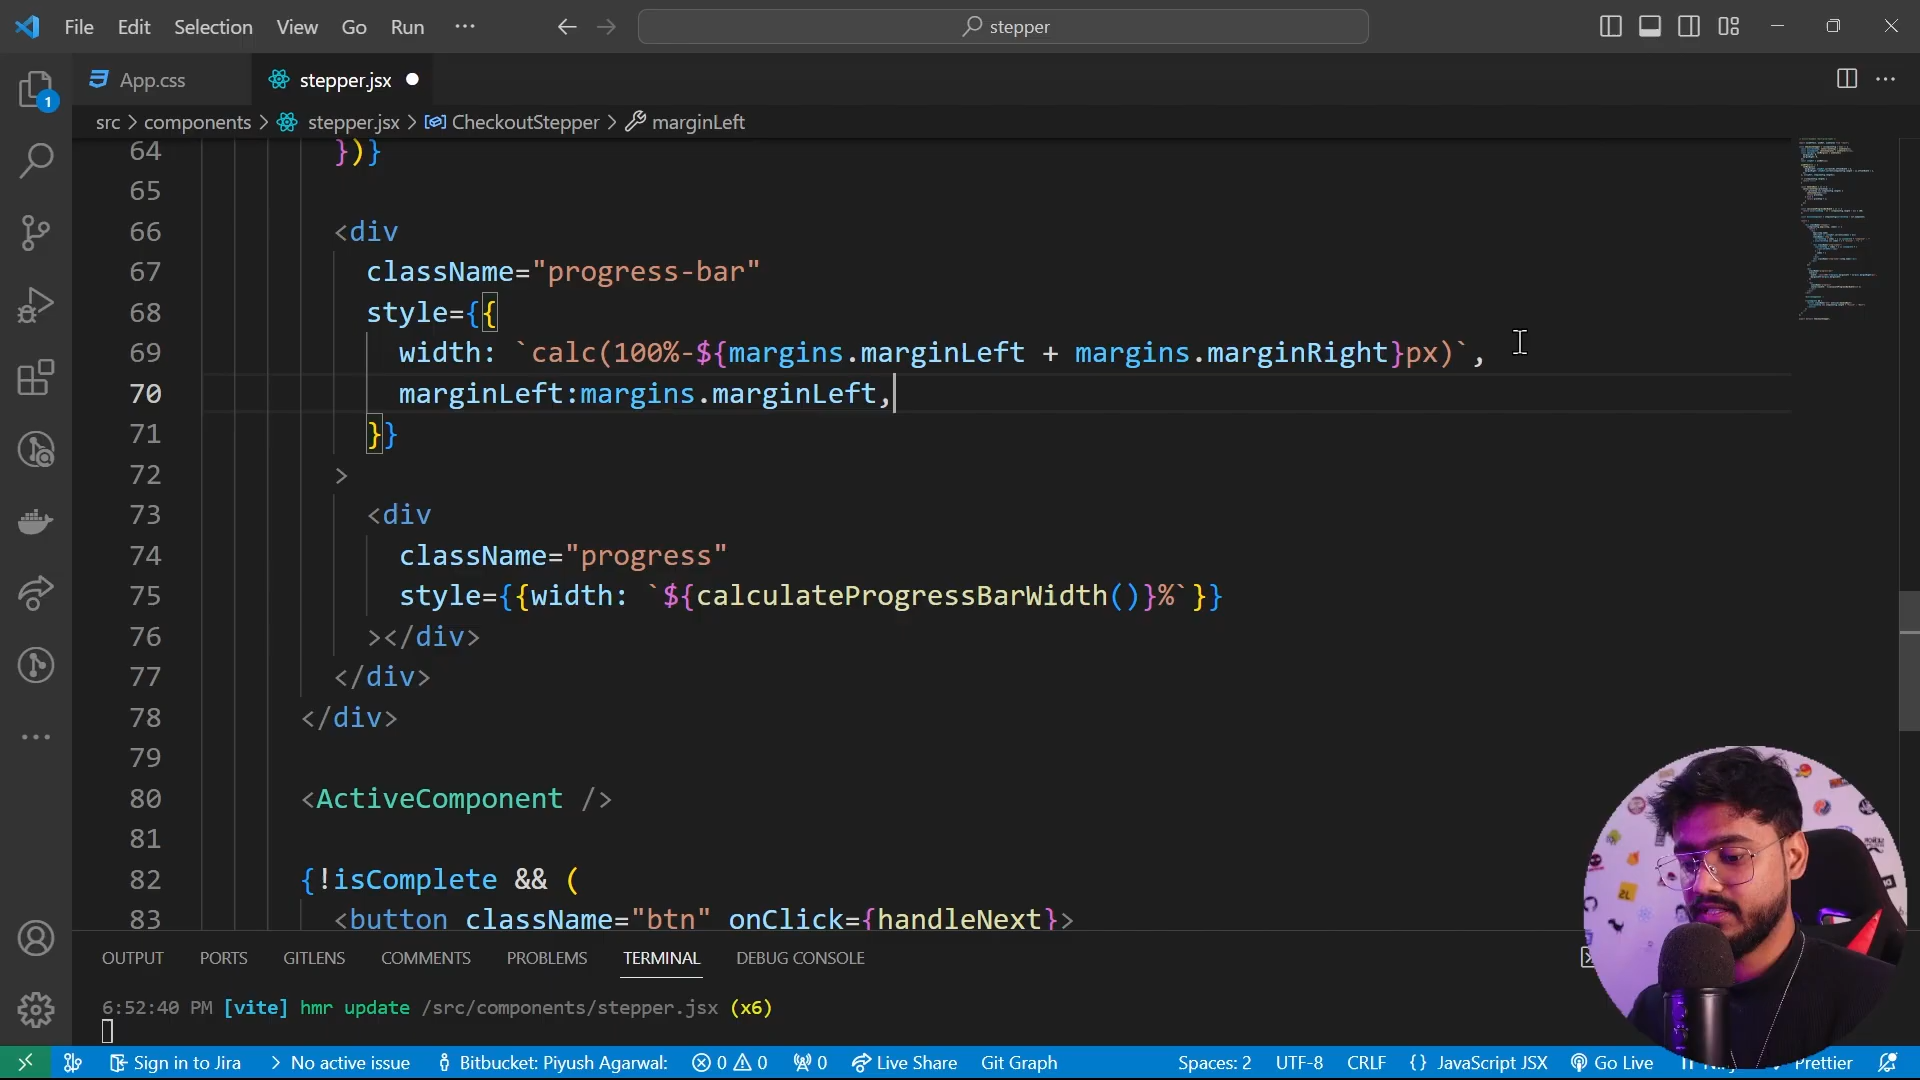 File Edit Selection View Go Run ··· stepper
App.css stepper.jsx
src > components > stepper.jsx > CheckoutStepper > marginLeft
64 })}
65
66 <div
67 className="progress-bar"
68 style={{
69 width: `calc(100%-${margins.marginLeft + margins.marginRight}px)`,
70 marginLeft:margins.marginLeft,
71 }}
72 >
73 <div
74 className="progress"
75 style={{width: `${calculateProgressBarWidth()}%`}}
76 ></div>
77 </div>
78 </div>
79
80 <ActiveComponent />
81
82 {!isComplete && (
83 <button className="btn" onClick={handleNext}>
1
OUTPUT PORTS GITLENS COMMENTS PROBLEMS TERMINAL DEBUG CONSOLE
6:52:40 PM [vite] hmr update /src/components/stepper.jsx (x6)
Sign in to Jira > No active issue Bitbucket: Piyush Agarwal: 0 0 0 Live Share Git Graph Spaces: 2 UTF-8 CRLF {} JavaScript JSX Go Live Prettier